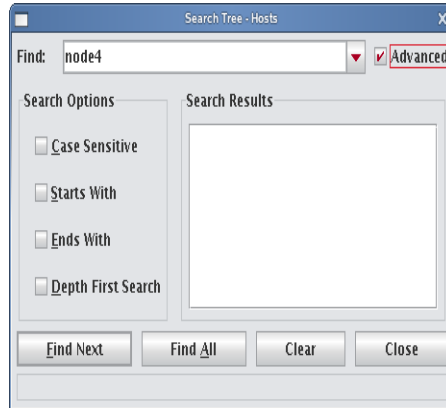 Search Tree - Hosts X
Find: node4 Advanced
Search Options Search Results
Case Sensitive
Starts With
Ends With
Depth First Search
Find Next Find All Clear Close